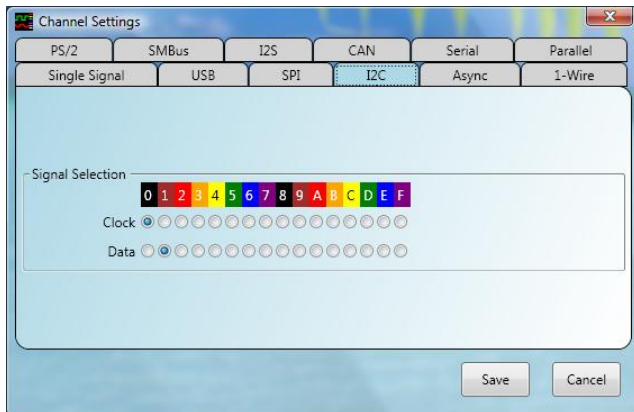 Channel Settings
PS/2 SMBus I2S CAN Serial Parallel
Single Signal USB SPI I2C Async 1-Wire
Signal Selection
0 1 2 3 4 5 6 7 8 9 A B C D E F
Clock
Data
Save Cancel